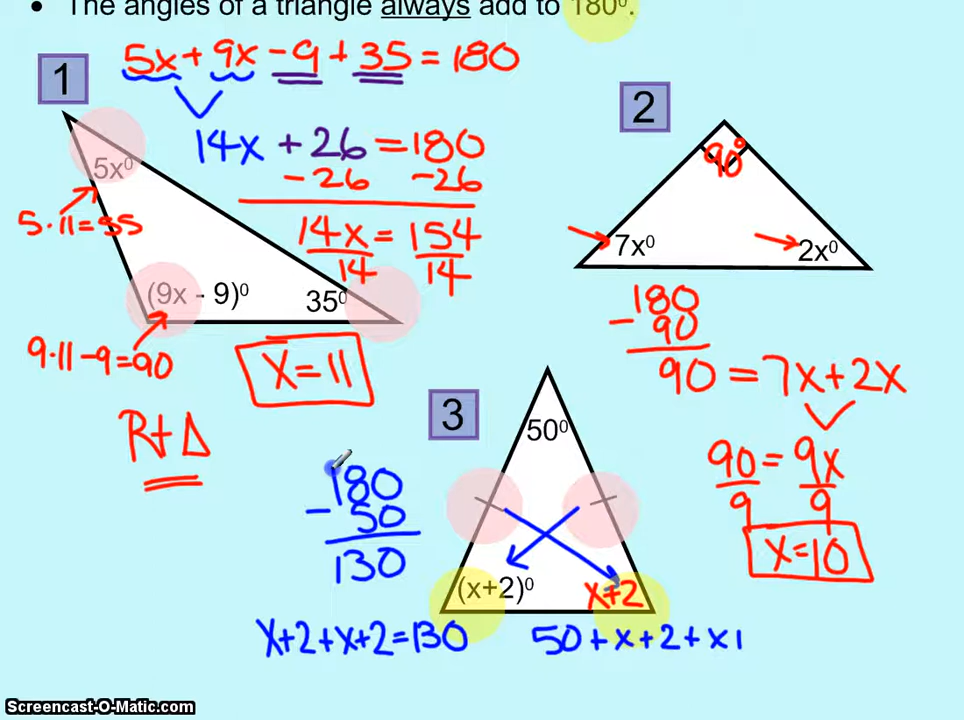 • The angles of a triangle always add to 180⁰.
1
5x + 9x - 9 + 35 = 180
14x + 26 = 180
- 26 - 26
14x = 154
14 14
X = 11
5x⁰
5·11=55
(9x - 9)⁰
35⁰
9·11-9=90
Rt Δ
2
90°
7x⁰
2x⁰
180
- 90
90 = 7x+2x
90 = 9x
9 9
x=10
3
50⁰
180
- 50
130
(x+2)⁰
x+2
x+2+x+2=130
50+x+2+x1
Screencast-O-Matic.com